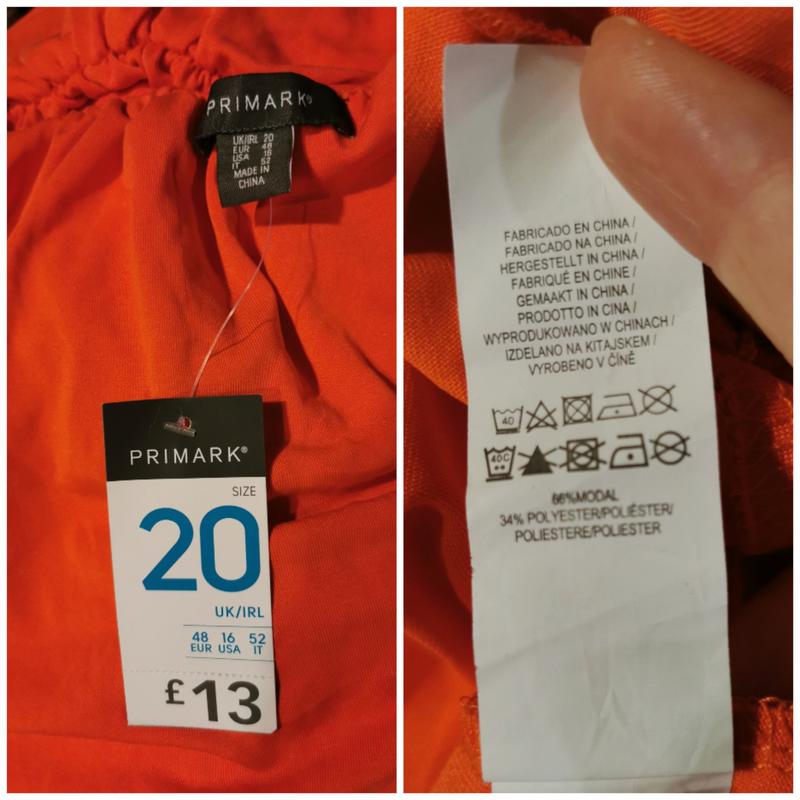 PRIMARK®
UK/IRL 20
EUR 48
USA 16
IT 52
MADE IN
CHINA
PRIMARK®
SIZE
20
UK/IRL
48 16 52
EUR USA IT
£13
FABRICADO EN CHINA /
FABRICADO NA CHINA /
HERGESTELLT IN CHINA /
FABRIQUÉ EN CHINE /
GEMAAKT IN CHINA /
PRODOTTO IN CINA /
WYPRODUKOWANO W CHINACH /
IZDELANO NA KITAJSKEM /
VYROBENO V ČÍNĚ
40
40C
66%MODAL
34% POLYESTER/POLIÉSTER/
POLIESTERE/POLIESTER